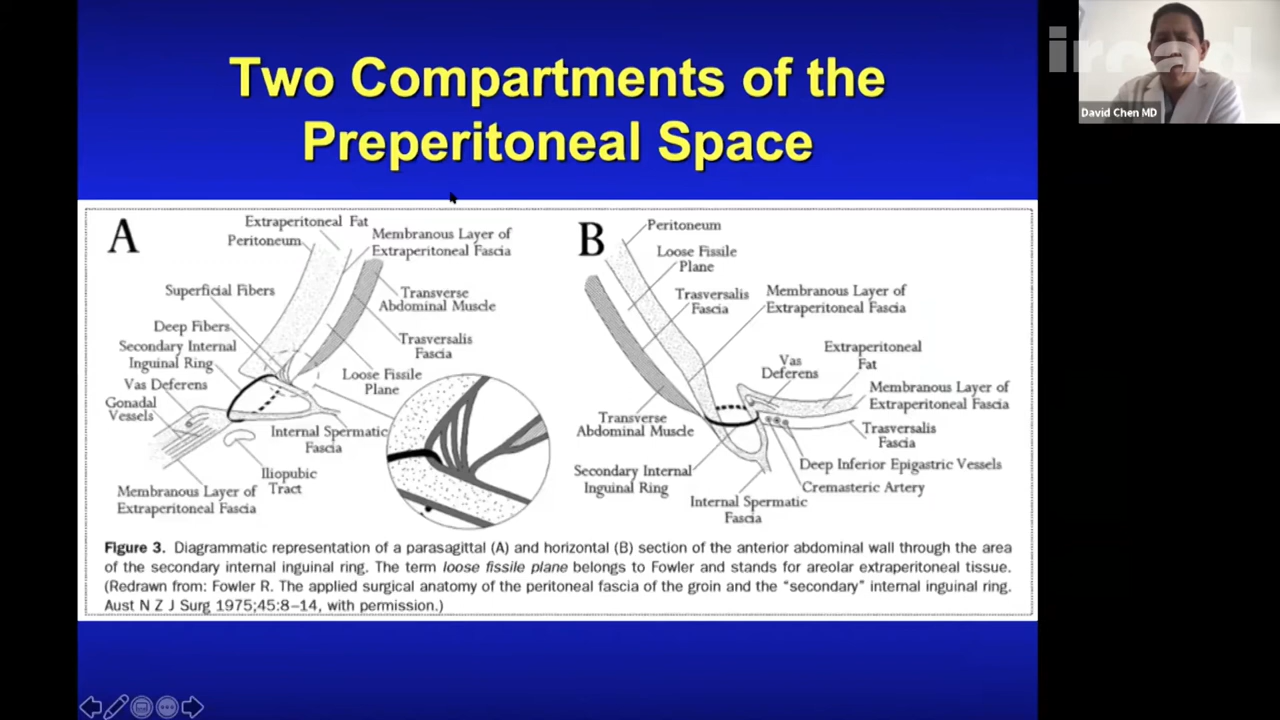 Two Compartments of the
Preperitoneal Space
ircad
David Chen MD
A
Extraperitoneal Fat
Peritoneum
Membranous Layer of
Extraperitoneal Fascia
Superficial Fibers
Transverse
Abdominal Muscle
Deep Fibers
Secondary Internal
Inguinal Ring
Trasversalis
Fascia
Vas Deferens
Loose Fissile
Plane
Gonadal
Vessels
Internal Spermatic
Fascia
Iliopubic
Tract
Membranous Layer of
Extraperitoneal Fascia
B
Peritoneum
Loose Fissile
Plane
Trasversalis
Fascia
Membranous Layer of
Extraperitoneal Fascia
Vas
Deferens
Extraperitoneal
Fat
Membranous Layer of
Extraperitoneal Fascia
Transverse
Abdominal Muscle
Trasversalis
Fascia
Secondary Internal
Inguinal Ring
Deep Inferior Epigastric Vessels
Cremasteric Artery
Internal Spermatic
Fascia
Figure 3. Diagrammatic representation of a parasagittal (A) and horizontal (B) section of the anterior abdominal wall through the area
of the secondary internal inguinal ring. The term loose fissile plane belongs to Fowler and stands for areolar extraperitoneal tissue.
(Redrawn from: Fowler R. The applied surgical anatomy of the peritoneal fascia of the groin and the “secondary” internal inguinal ring.
Aust N Z J Surg 1975;45:8–14, with permission.)